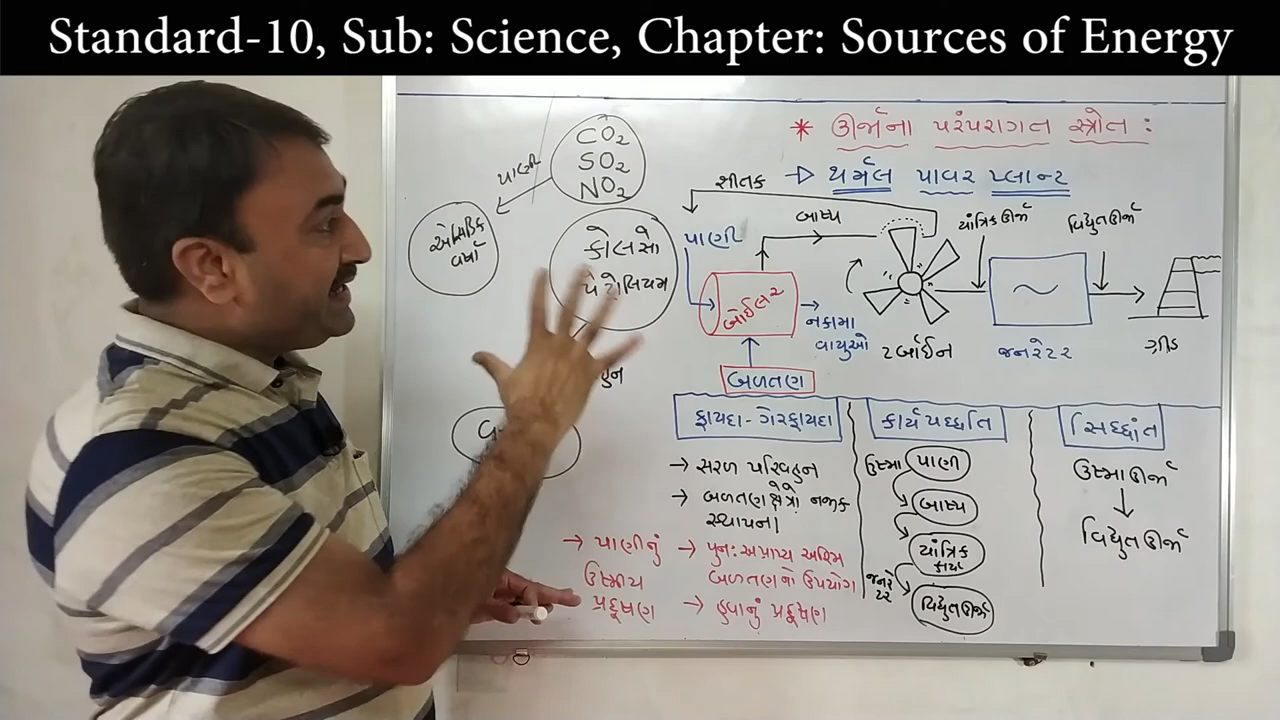 Standard-10, Sub: Science, Chapter: Sources of Energy
* ઊર્જાના પરંપરાગત સ્ત્રોત :
→ થર્મલ પાવર પ્લાન્ટ
CO2
SO2
NO2
પાણી
એસિડિક
વર્ષા
કોલસો
પેટ્રોલિયમ
શીતક
પાણી
બાષ્પ
બોઈલર
નકામા
વાયુઓ
બળતણ
ટર્બાઈન
યાંત્રિકઊર્જા
જનરેટર
વિદ્યુતઊર્જા
ગ્રીડ
ફાયદા - ગેરફાયદા
→ સરળ પરિવહન
→ બળતણ ક્ષેત્રો નજીક
સ્થાપના
→ પુન: અપ્રાપ્ય અશ્મિ
બળતણનો ઉપયોગ
→ હવાનું પ્રદૂષણ
→ પાણીનું
ઉષ્મીય
પ્રદૂષણ
કાર્યપદ્ધતિ
ઉષ્મા પાણી
બાષ્પ
યાંત્રિક
કાર્ય
જનરે
ટર
વિદ્યુતઊર્જા
સિદ્ધાંત
ઉષ્માઊર્જા
↓
વિદ્યુતઊર્જા